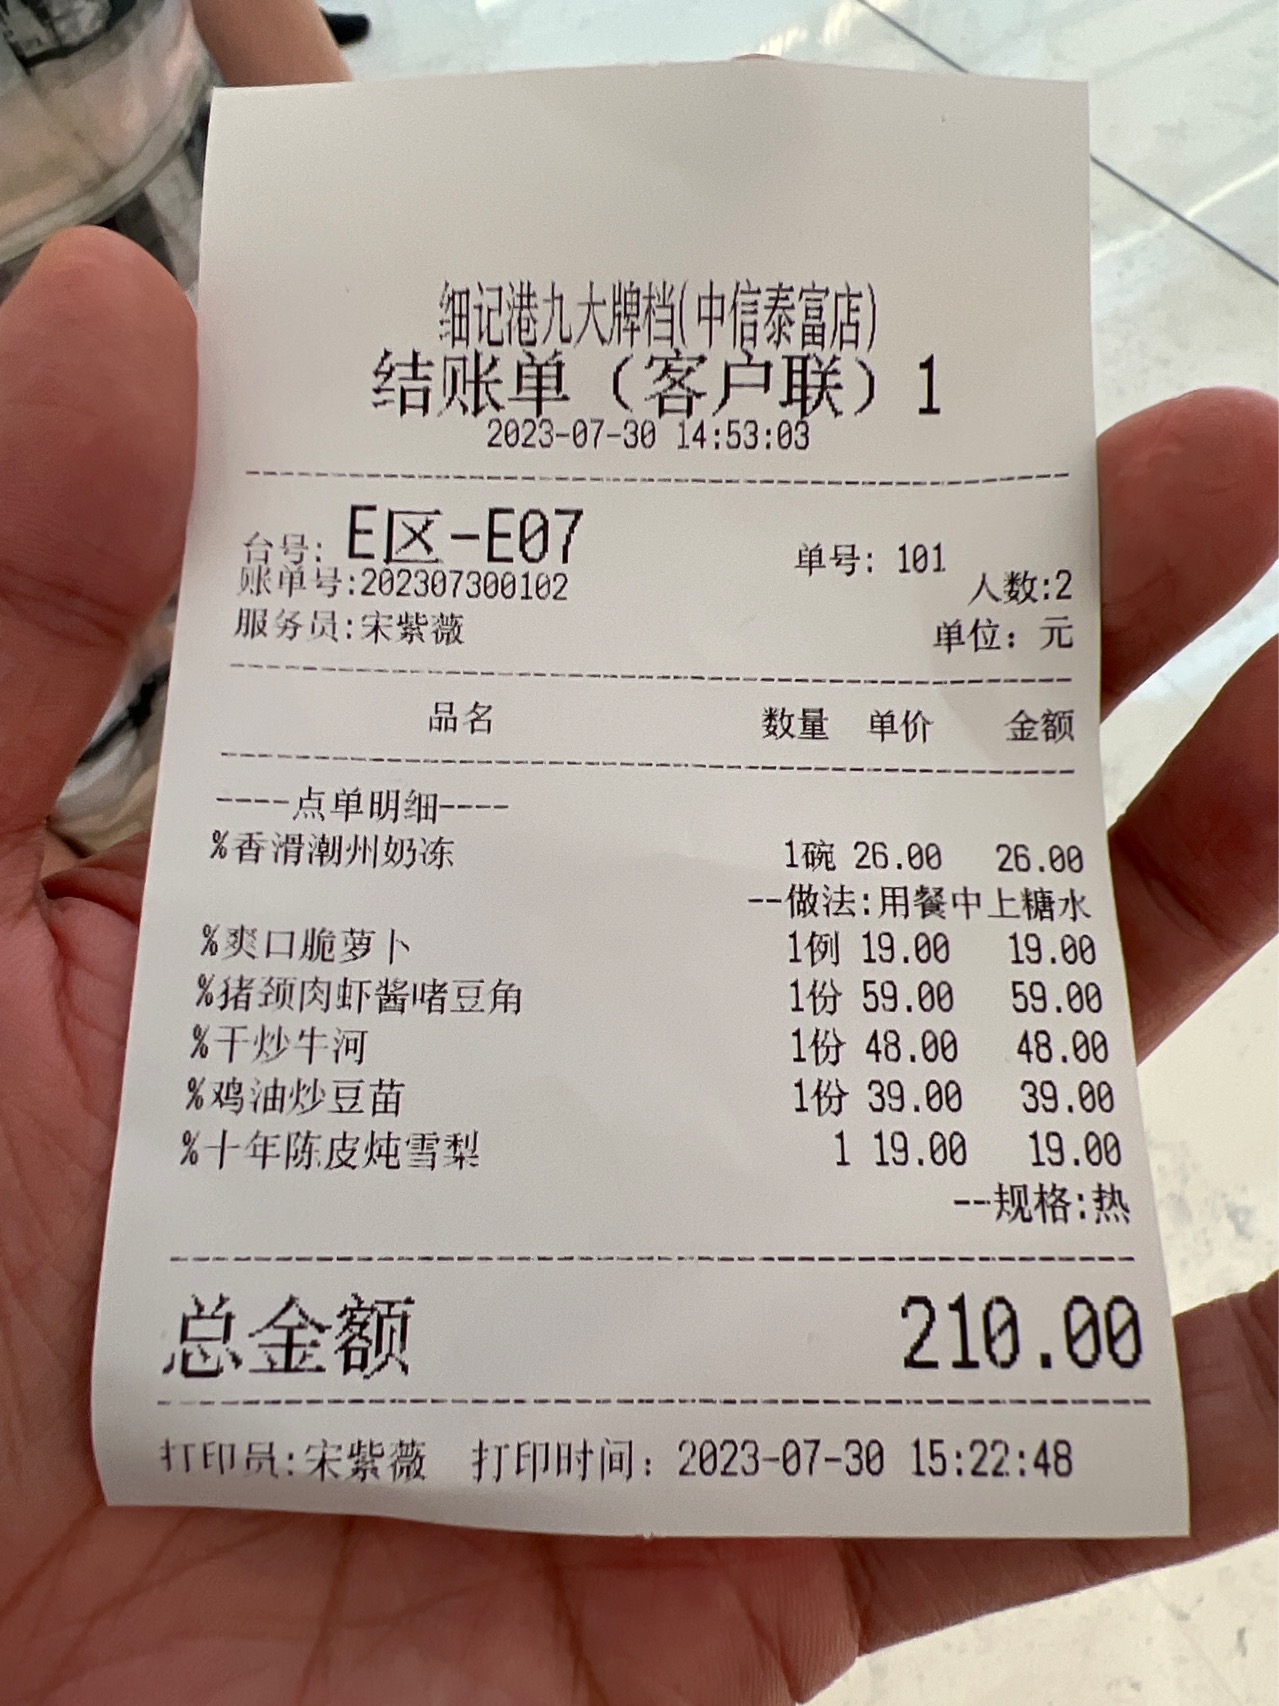 细记港九大牌档(中信泰富店)
结账单（客户联）1
2023-07-30 14:53:03
台号: E区-E07 单号: 101
账单号:202307300102 人数:2
服务员:宋紫薇 单位: 元
品名 数量 单价 金额
----点单明细----
%香滑潮州奶冻 1碗 26.00 26.00
--做法:用餐中上糖水
%爽口脆萝卜 1例 19.00 19.00
%猪颈肉虾酱啫豆角 1份 59.00 59.00
%干炒牛河 1份 48.00 48.00
%鸡油炒豆苗 1份 39.00 39.00
%十年陈皮炖雪梨 1 19.00 19.00
--规格:热
总金额 210.00
打印员:宋紫薇 打印时间: 2023-07-30 15:22:48